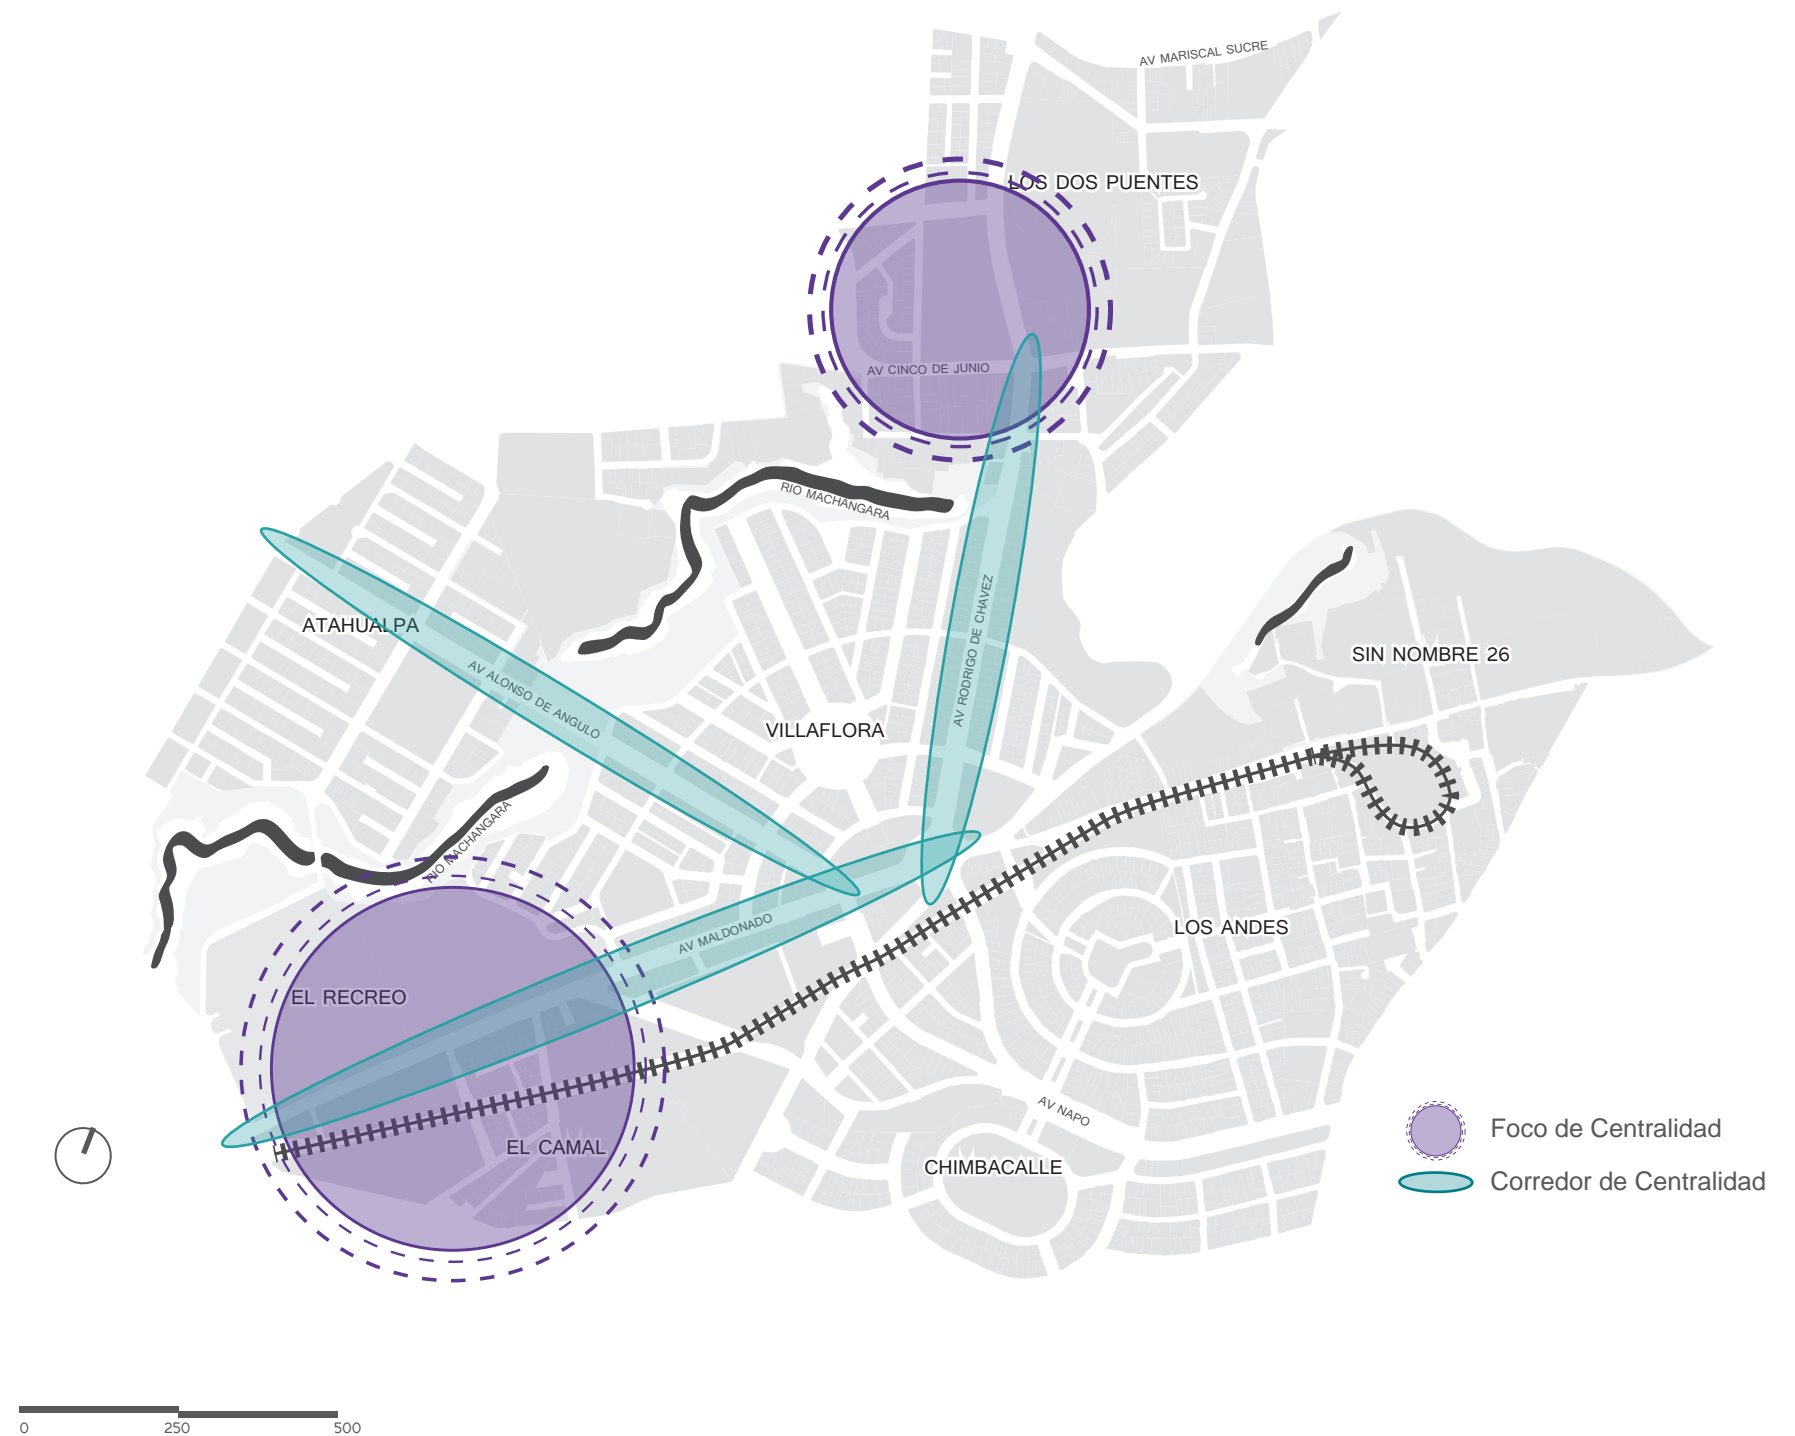 AV MARISCAL SUCRE
LOS DOS PUENTES
AV CINCO DE JUNIO
RIO MACHANGARA
ATAHUALPA
AV ALONSO DE ANGULO
AV RODRIGO DE CHAVEZ
SIN NOMBRE 26
VILLAFLORA
RIO MACHANGARA
AV MALDONADO
LOS ANDES
EL RECREO
AV NAPO
EL CAMAL
CHIMBACALLE
Foco de Centralidad
Corredor de Centralidad
0 250 500